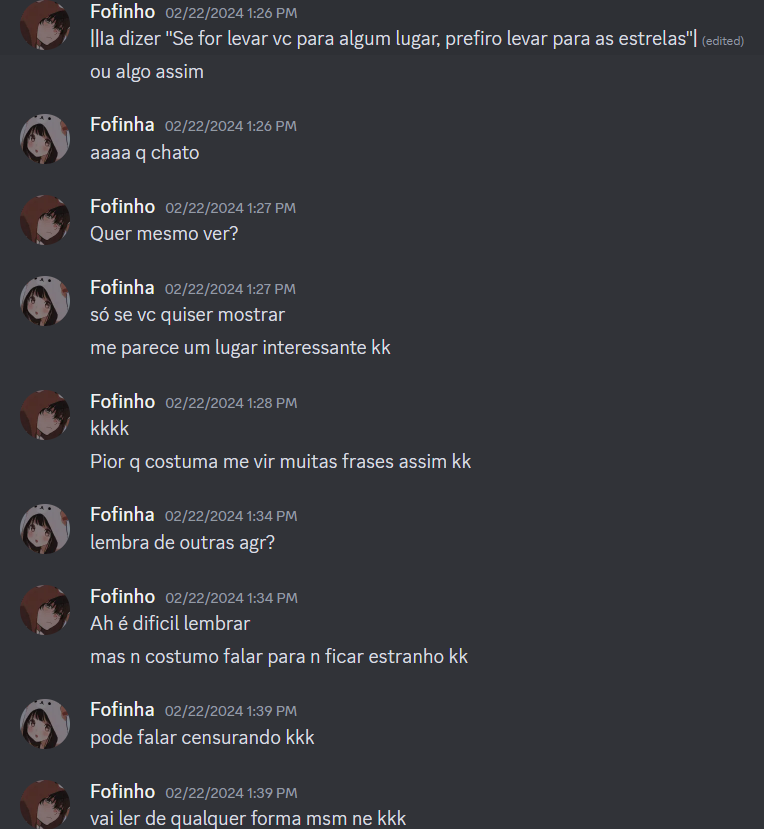 Fofinho 02/22/2024 1:26 PM
||Ia dizer "Se for levar vc para algum lugar, prefiro levar para as estrelas"| (edited)
ou algo assim
Fofinha 02/22/2024 1:26 PM
aaaa q chato
Fofinho 02/22/2024 1:27 PM
Quer mesmo ver?
Fofinha 02/22/2024 1:27 PM
só se vc quiser mostrar
me parece um lugar interessante kk
Fofinho 02/22/2024 1:28 PM
kkkk
Pior q costuma me vir muitas frases assim kk
Fofinha 02/22/2024 1:34 PM
lembra de outras agr?
Fofinho 02/22/2024 1:34 PM
Ah é dificil lembrar
mas n costumo falar para n ficar estranho kk
Fofinha 02/22/2024 1:39 PM
pode falar censurando kkk
Fofinho 02/22/2024 1:39 PM
vai ler de qualquer forma msm ne kkk